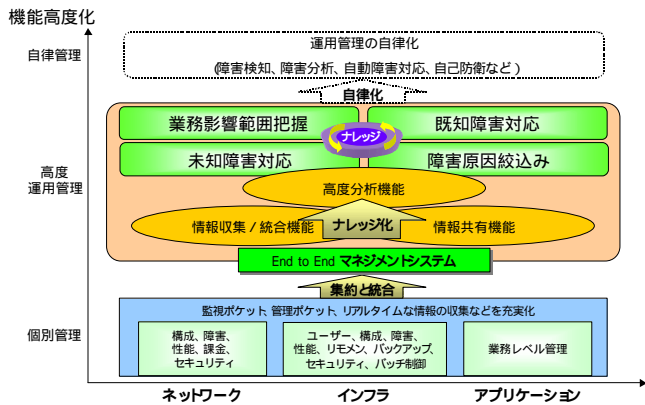 機能高度化
自律管理
運用管理の自律化
(障害検知、障害分析、自動障害対応、自己防衛など)
自律化
業務影響範囲把握
既知障害対応
ナレッジ
未知障害対応
障害原因絞込み
高度
運用管理
高度分析機能
情報収集/統合機能
ナレッジ化
情報共有機能
End to End マネジメントシステム
集約と統合
監視ポケット、管理ポケット、リアルタイムな情報の収集などを充実化
個別管理
構成、障害、
性能、課金、
セキュリティ
ユーザー、構成、障害、
性能、リモメン、バックアップ、
セキュリティ、パッチ制御
業務レベル管理
ネットワーク
インフラ
アプリケーション